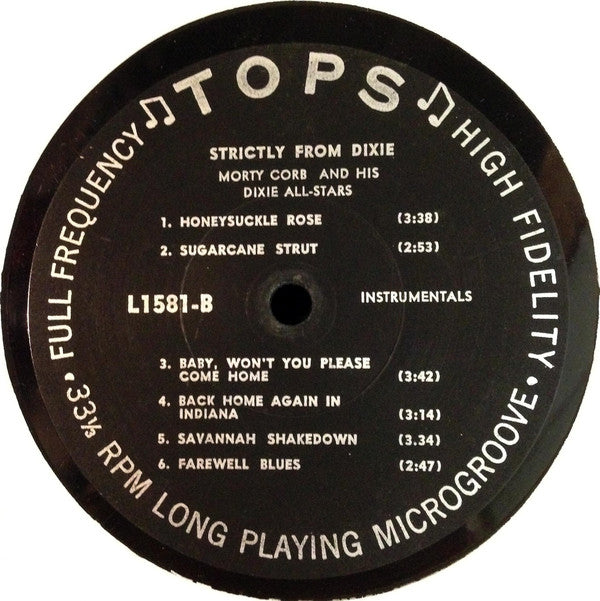 TOPS
STRICTLY FROM DIXIE
MORTY CORB AND HIS
DIXIE ALL-STARS
1. HONEYSUCKLE ROSE (3:38)
2. SUGARCANE STRUT (2:53)
L1581-B INSTRUMENTALS
3. BABY, WON'T YOU PLEASE
COME HOME (3:42)
4. BACK HOME AGAIN IN
INDIANA (3:14)
5. SAVANNAH SHAKEDOWN (3.34)
6. FAREWELL BLUES (2:47)
FULL FREQUENCY • 33⅓ RPM LONG PLAYING MICROGROOVE • HIGH FIDELITY